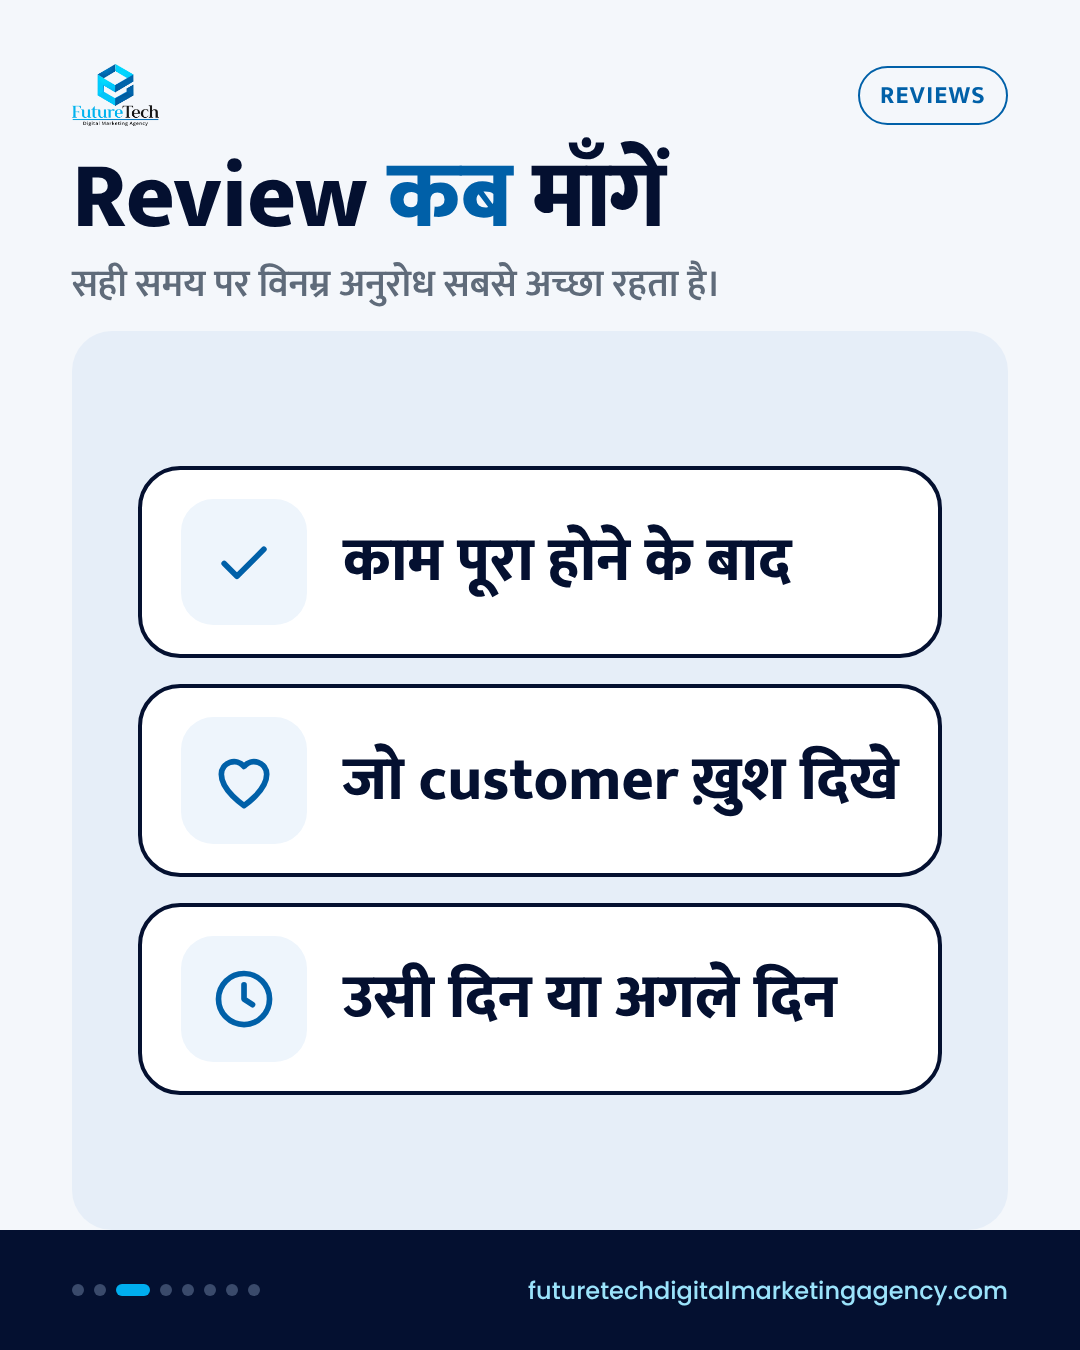 FutureTech
Digital Marketing Agency
REVIEWS
Review कब माँगें
सही समय पर विनम्र अनुरोध सबसे अच्छा रहता है।
काम पूरा होने के बाद
जो customer ख़ुश दिखे
उसी दिन या अगले दिन
futuretechdigitalmarketingagency.com